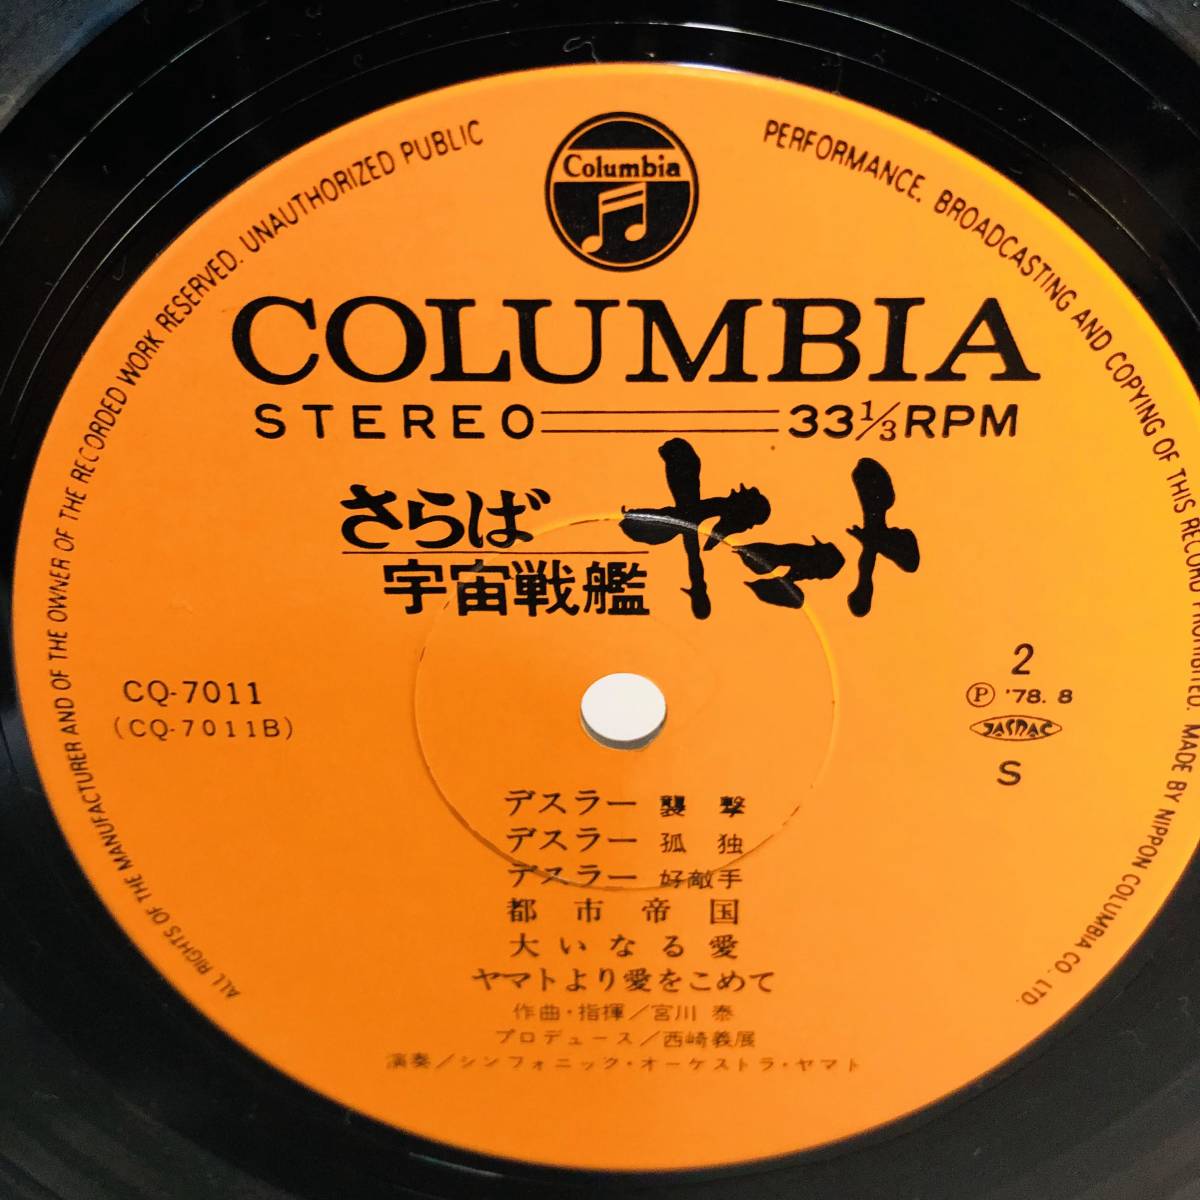 Columbia
COLUMBIA
STEREO 33 1/3 RPM
さらば
宇宙戦艦
ヤマト
CQ-7011
(CQ-7011B)
2
Ⓟ '78. 8
JASRAC
S
デスラー 襲撃
デスラー 孤独
デスラー 好敵手
都市帝国
大いなる愛
ヤマトより愛をこめて
作曲・指揮/宮川 泰
プロデュース/西崎義展
演奏/シンフォニック・オーケストラ・ヤマト
ALL RIGHTS OF THE MANUFACTURER AND OF THE OWNER OF THE RECORDED WORK RESERVED. UNAUTHORIZED PUBLIC PERFORMANCE, BROADCASTING AND COPYING OF THIS RECORD PROHIBITED. MADE BY NIPPON COLUMBIA CO. LTD.